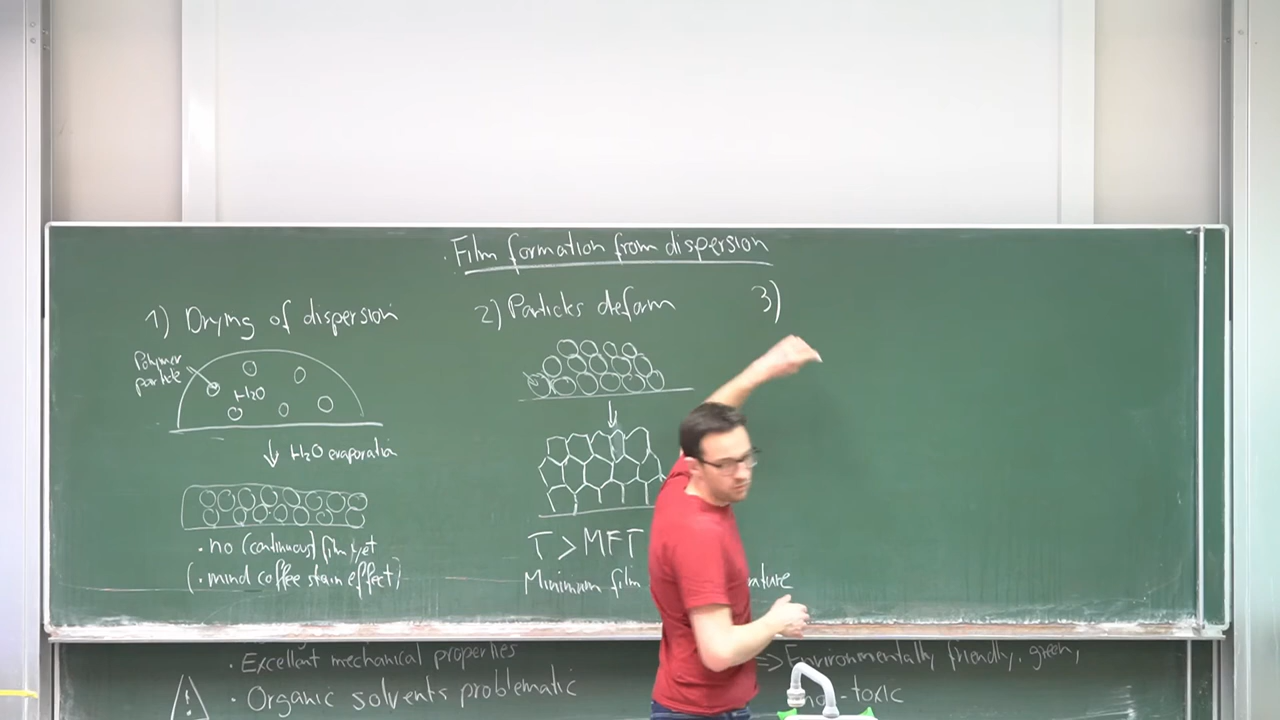 Film formation from dispersion
1) Drying of dispersion
Polymer
particle
H2O
↓ H2O evaporation
· no (continuous) film yet
(· mind coffee stain effect)
2) Particles deform
T > MFT
Minimum film
rature
3)
· Excellent mechanical properties
! · Organic solvents problematic
=> Environmentally friendly, green,
-toxic